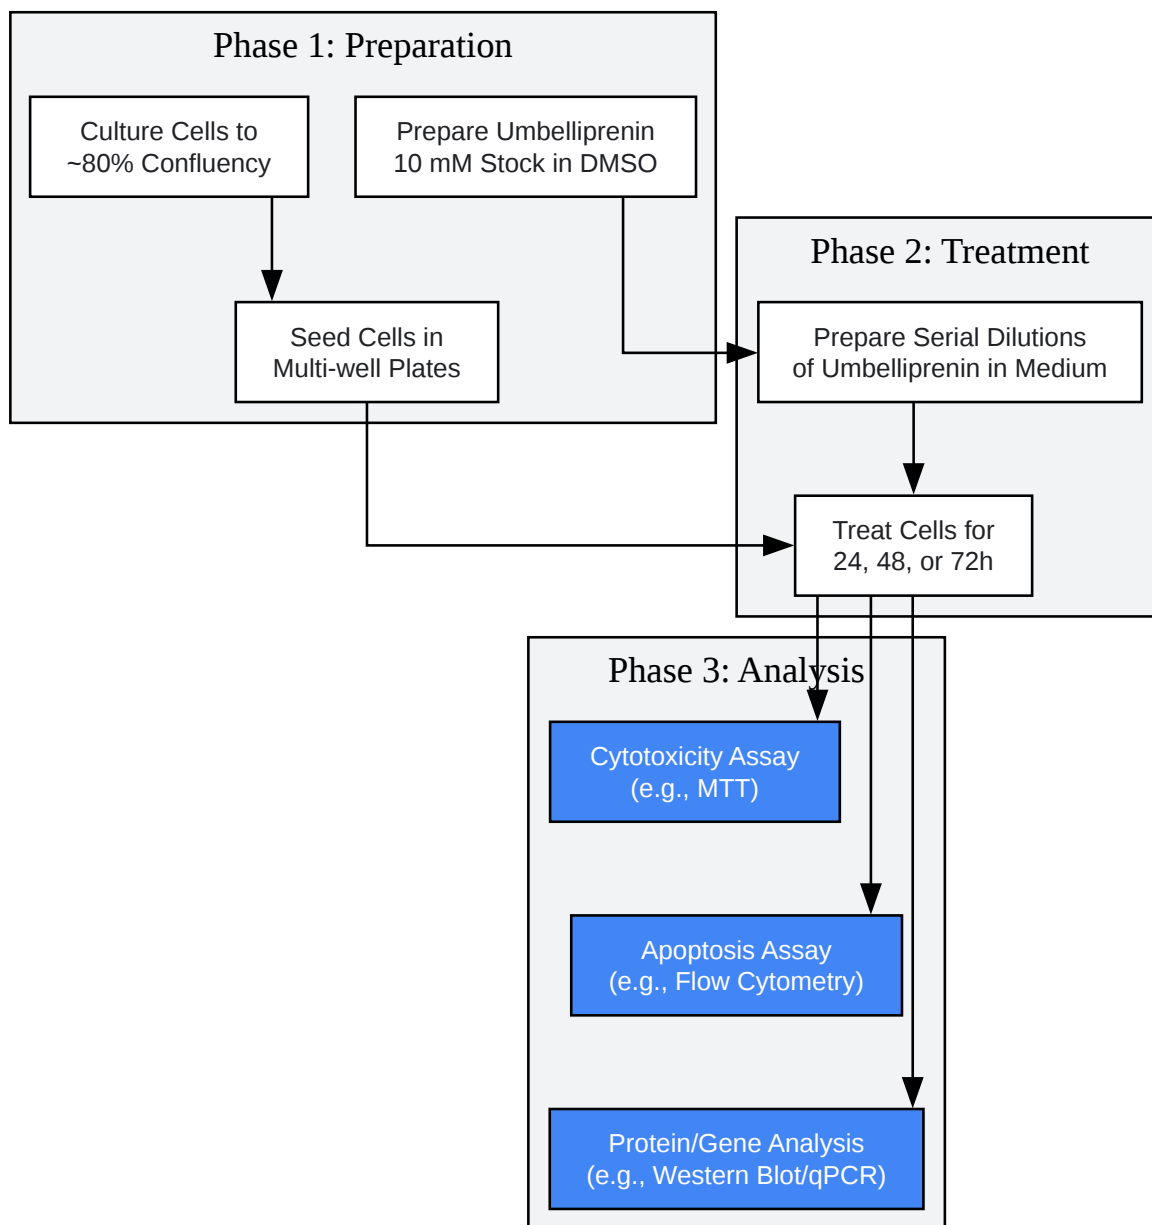 Phase 1: Preparation
Culture Cells to
~80% Confluency
Prepare Umbelliprenin
10 mM Stock in DMSO
Seed Cells in
Multi-well Plates
Phase 2: Treatment
Prepare Serial Dilutions
of Umbelliprenin in Medium
Treat Cells for
24, 48, or 72h
Phase 3: Analysis
Cytotoxicity Assay
(e.g., MTT)
Apoptosis Assay
(e.g., Flow Cytometry)
Protein/Gene Analysis
(e.g., Western Blot/qPCR)